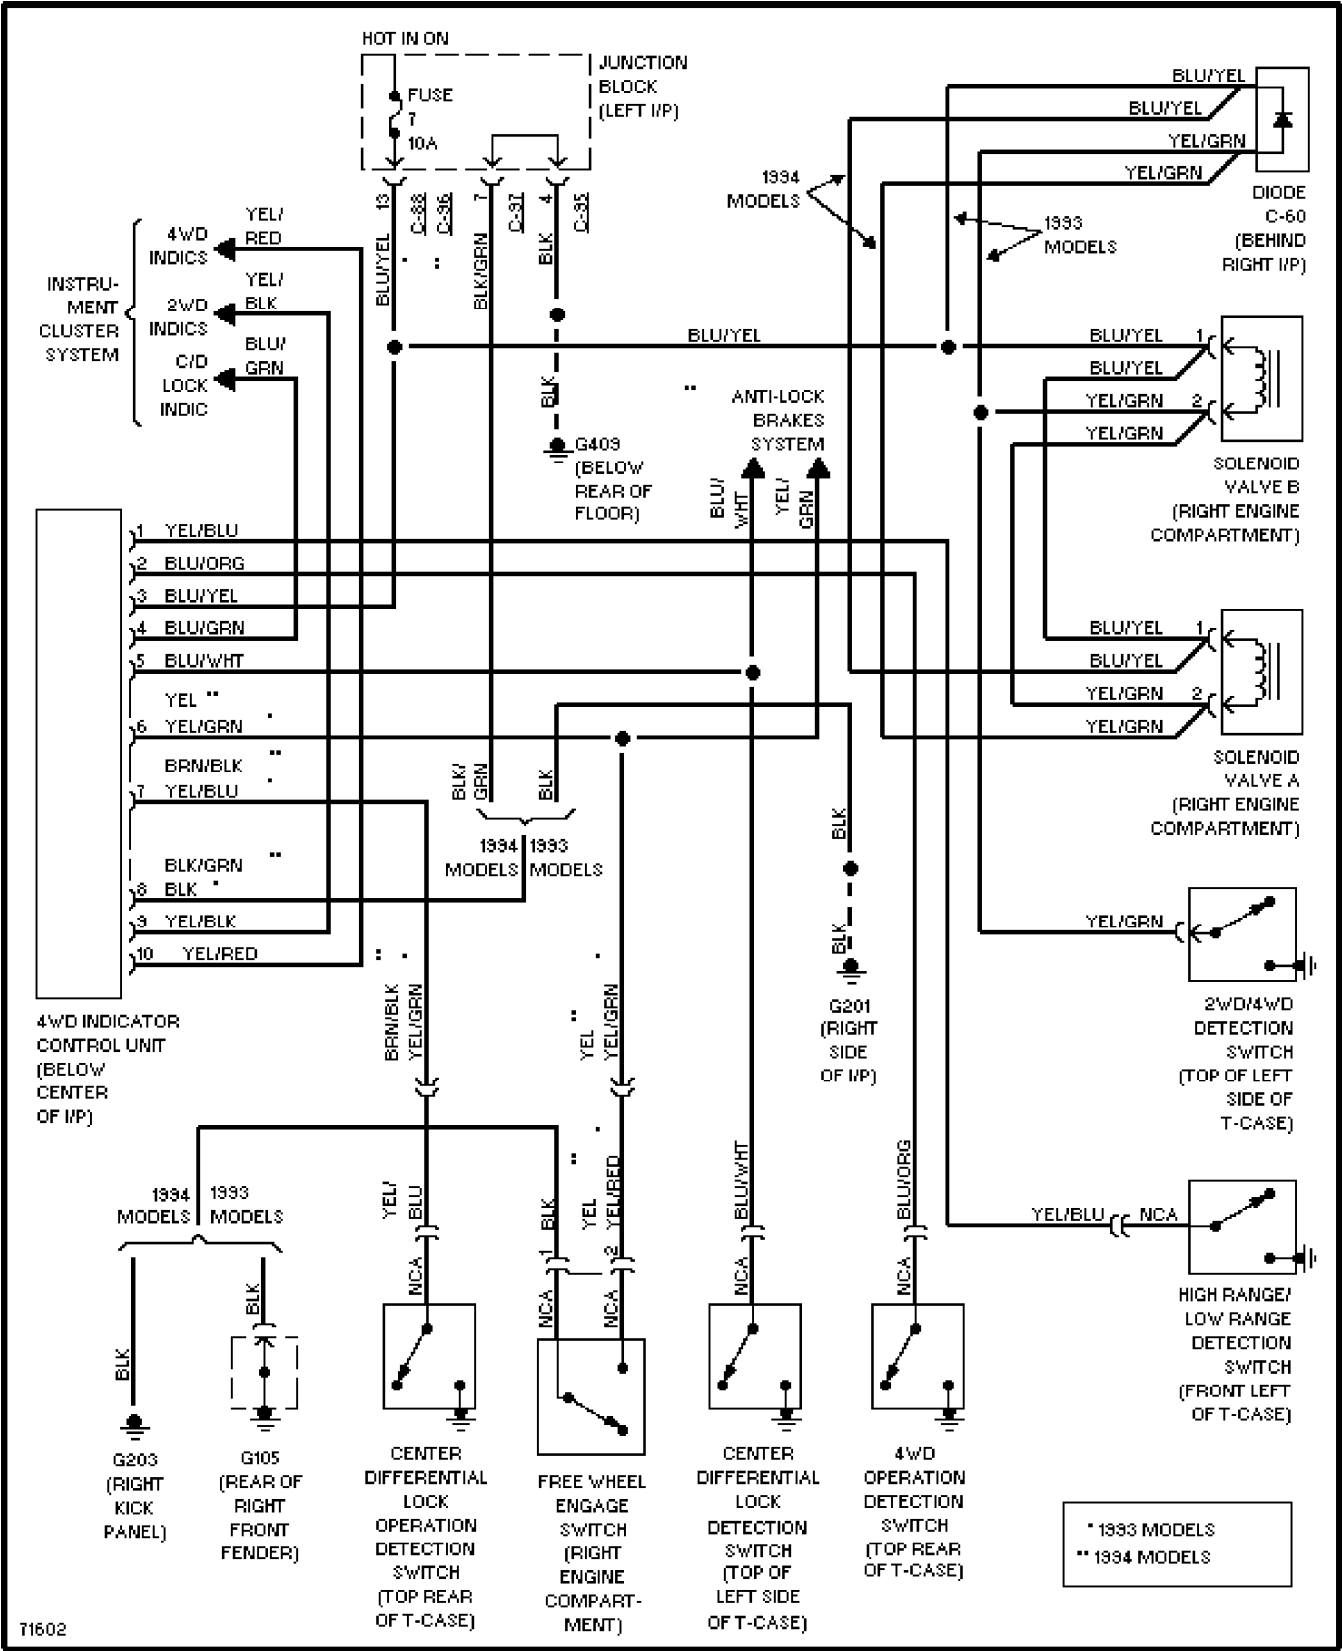 HOT IN ON
JUNCTION
BLOCK
(LEFT I/P)
FUSE
7
10A
13
C-88
C-96
7
C-97
4
C-95
BLU/YEL
* **
BLK/GRN
BLK
BLK
G409
(BELOW
REAR OF
FLOOR)
INSTRU-
MENT
CLUSTER
SYSTEM
4WD
INDICS
YEL/
RED
2WD
INDICS
YEL/
BLK
C/D
LOCK
INDIC
BLU/
GRN
BLU/YEL
**
ANTI-LOCK
BRAKES
SYSTEM
BLU/
WHT
YEL/
GRN
1994
MODELS
1993
MODELS
BLU/YEL
BLU/YEL
YEL/GRN
YEL/GRN
DIODE
C-60
(BEHIND
RIGHT I/P)
BLU/YEL 1
BLU/YEL
YEL/GRN 2
YEL/GRN
SOLENOID
VALVE B
(RIGHT ENGINE
COMPARTMENT)
BLU/YEL 1
BLU/YEL
YEL/GRN 2
YEL/GRN
SOLENOID
VALVE A
(RIGHT ENGINE
COMPARTMENT)
1 YEL/BLU
2 BLU/ORG
3 BLU/YEL
4 BLU/GRN
5 BLU/WHT
YEL **
6 YEL/GRN *
BRN/BLK **
7 YEL/BLU *
BLK/GRN **
8 BLK *
9 YEL/BLK
10 YEL/RED
4WD INDICATOR
CONTROL UNIT
(BELOW
CENTER
OF I/P)
BLK/
GRN
BLK
1994
MODELS
1993
MODELS
BLK
BLK
G201
(RIGHT
SIDE
OF I/P)
** *
BRN/BLK
YEL/GRN
*
**
YEL
YEL/GRN
*
**
YEL
YEL/RED
YEL/GRN
2WD/4WD
DETECTION
SWITCH
(TOP OF LEFT
SIDE OF
T-CASE)
YEL/BLU NCA
HIGH RANGE/
LOW RANGE
DETECTION
SWITCH
(FRONT LEFT
OF T-CASE)
1994
MODELS
1993
MODELS
BLK
G203
(RIGHT
KICK
PANEL)
BLK
G105
(REAR OF
RIGHT
FRONT
FENDER)
YEL/
BLU
NCA
CENTER
DIFFERENTIAL
LOCK
OPERATION
DETECTION
SWITCH
(TOP REAR
OF T-CASE)
BLK
1
2
NCA
NCA
FREE WHEEL
ENGAGE
SWITCH
(RIGHT
ENGINE
COMPART-
MENT)
BLU/WHT
NCA
CENTER
DIFFERENTIAL
LOCK
DETECTION
SWITCH
(TOP OF
LEFT SIDE
OF T-CASE)
BLU/ORG
NCA
4WD
OPERATION
DETECTION
SWITCH
(TOP REAR
OF T-CASE)
* 1993 MODELS
** 1994 MODELS
71602